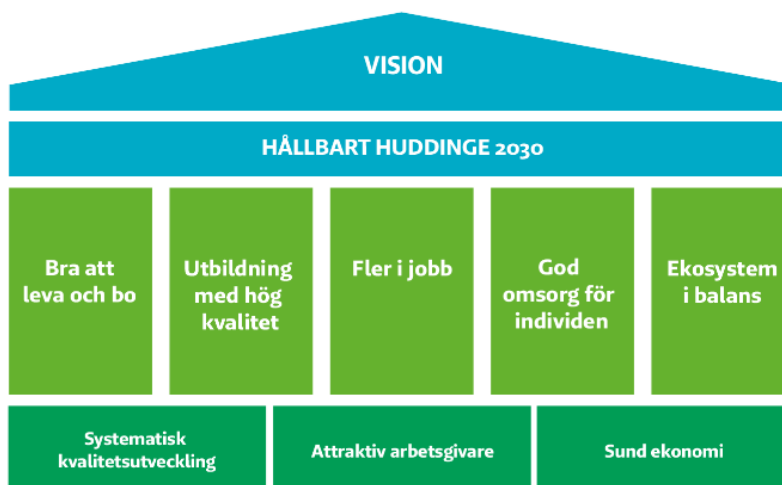 VISION
HÅLLBART HUDDINGE 2030
Bra att
leva och bo
Utbildning
med hög
kvalitet
Fler i jobb
God
omsorg för
individen
Ekosystem
i balans
Systematisk
kvalitetsutveckling
Attraktiv arbetsgivare
Sund ekonomi